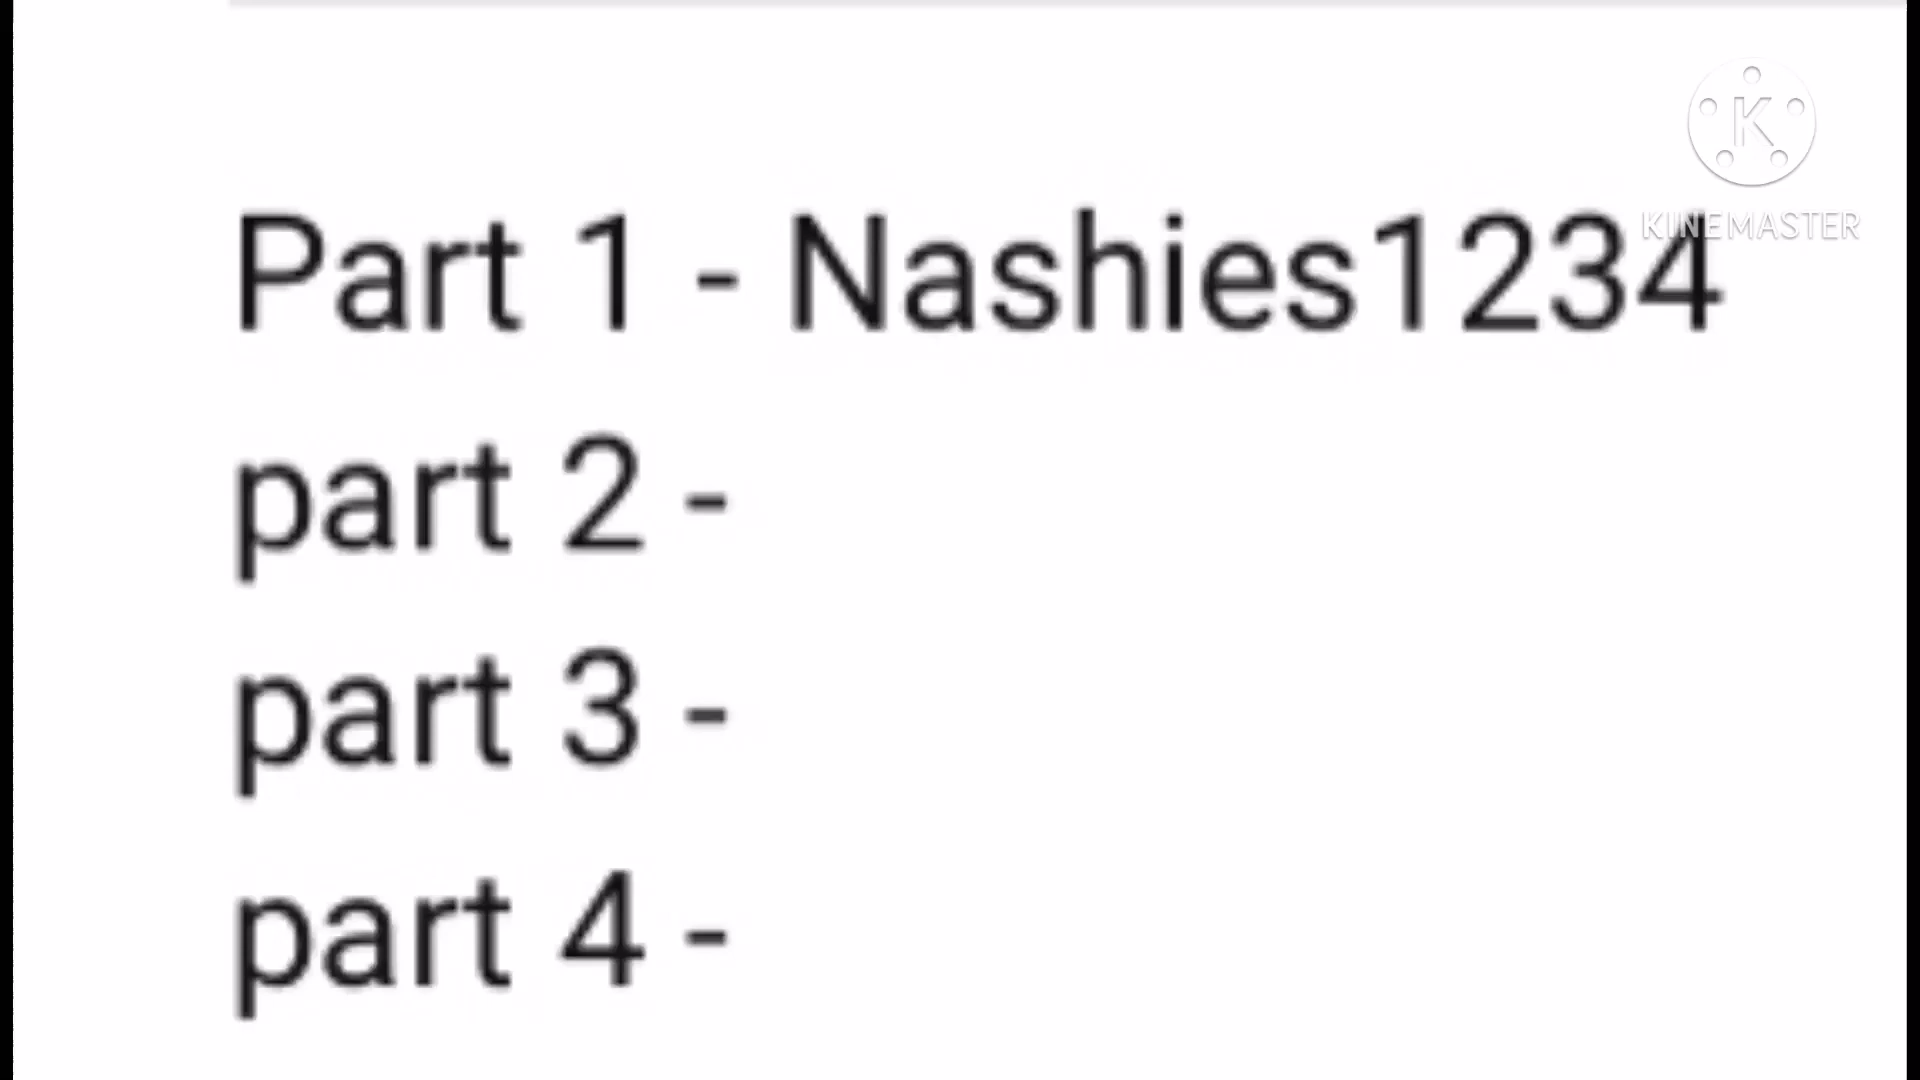 Part 1 - Nashies1234
part 2 -
part 3 -
part 4 -
K
KINEMASTER